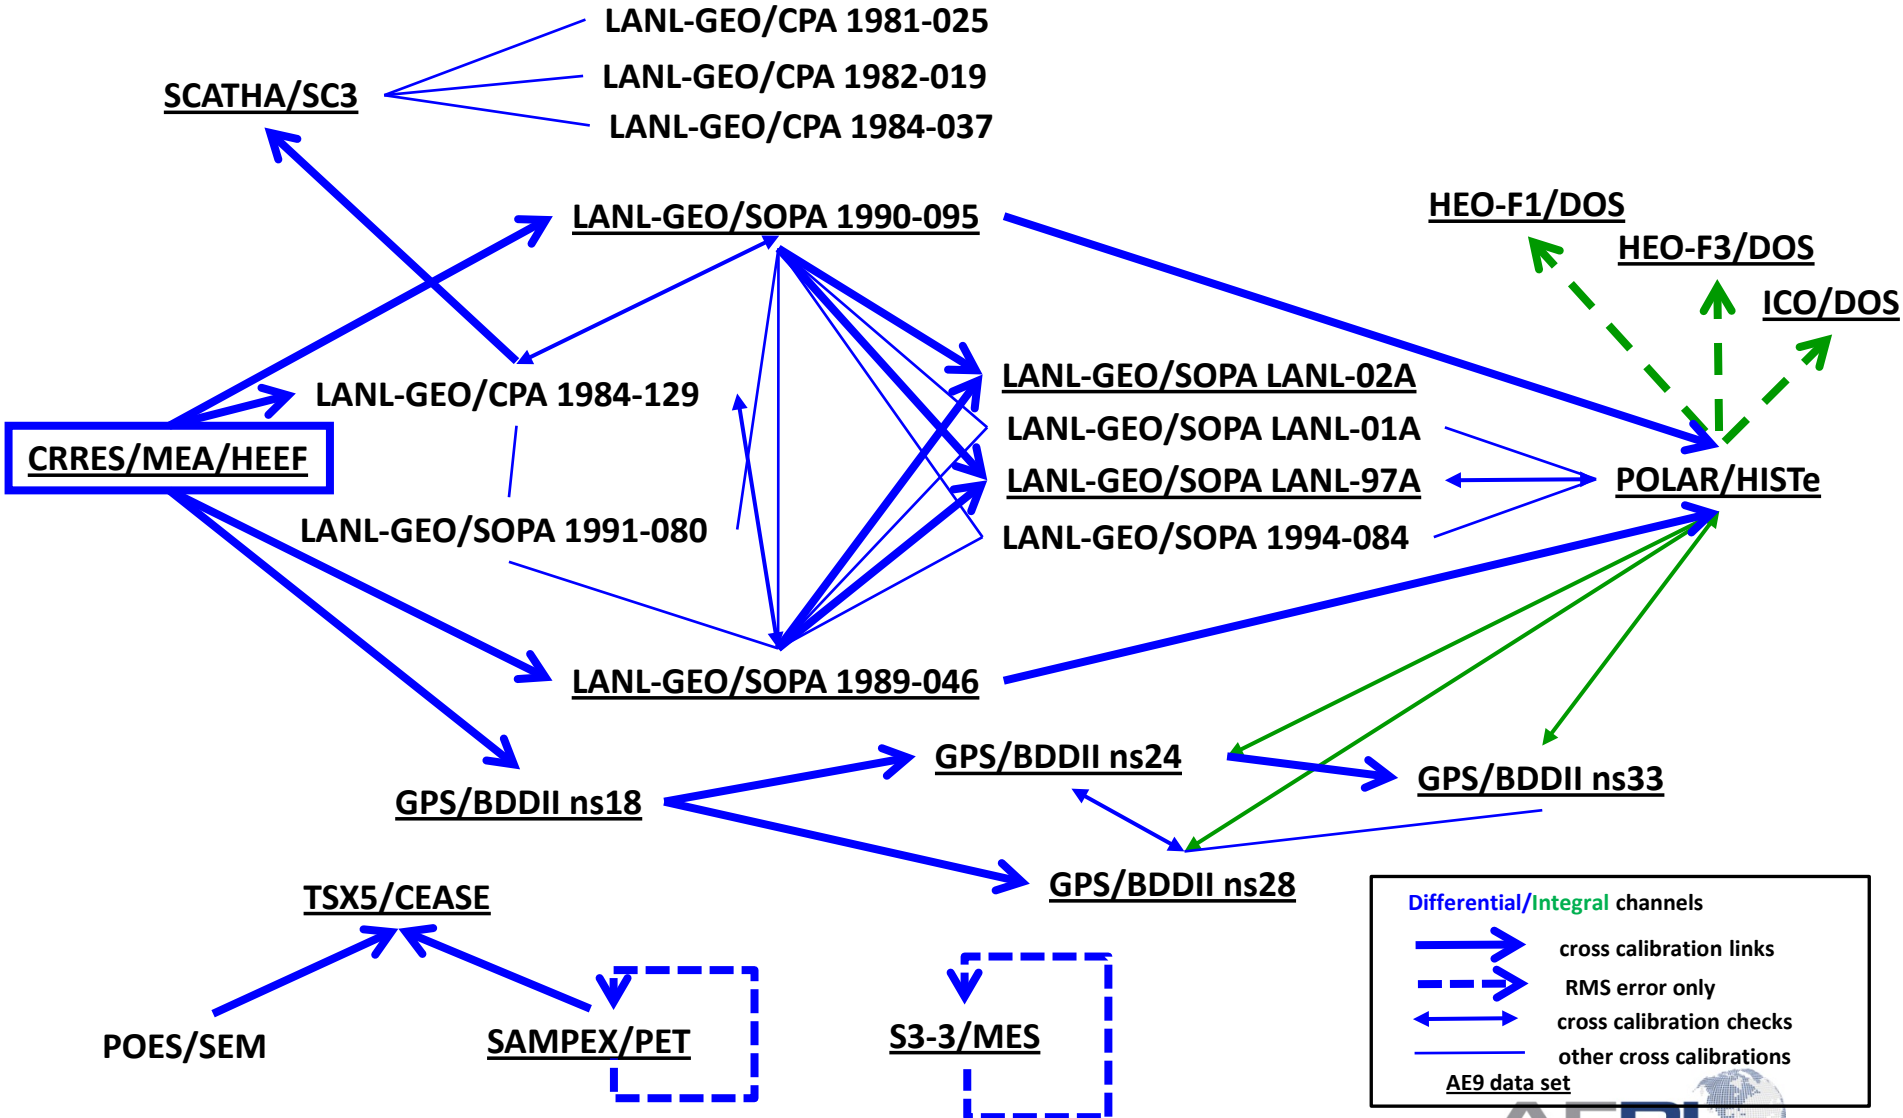 LANL-GEO/CPA 1981-025
LANL-GEO/CPA 1982-019
SCATHA/SC3
LANL-GEO/CPA 1984-037
LANL-GEO/SOPA 1990-095
HEO-F1/DOS
HEO-F3/DOS
ICO/DOS
LANL-GEO/CPA 1984-129
LANL-GEO/SOPA LANL-02A
LANL-GEO/SOPA LANL-01A
CRRES/MEA/HEEF
LANL-GEO/SOPA LANL-97A
POLAR/HISTe
LANL-GEO/SOPA 1991-080
LANL-GEO/SOPA 1994-084
LANL-GEO/SOPA 1989-046
GPS/BDDII ns24
GPS/BDDII ns33
GPS/BDDII ns18
GPS/BDDII ns28
TSX5/CEASE
POES/SEM
SAMPEX/PET
S3-3/MES
Differential/Integral channels
cross calibration links
RMS error only
cross calibration checks
other cross calibrations
AE9 data set